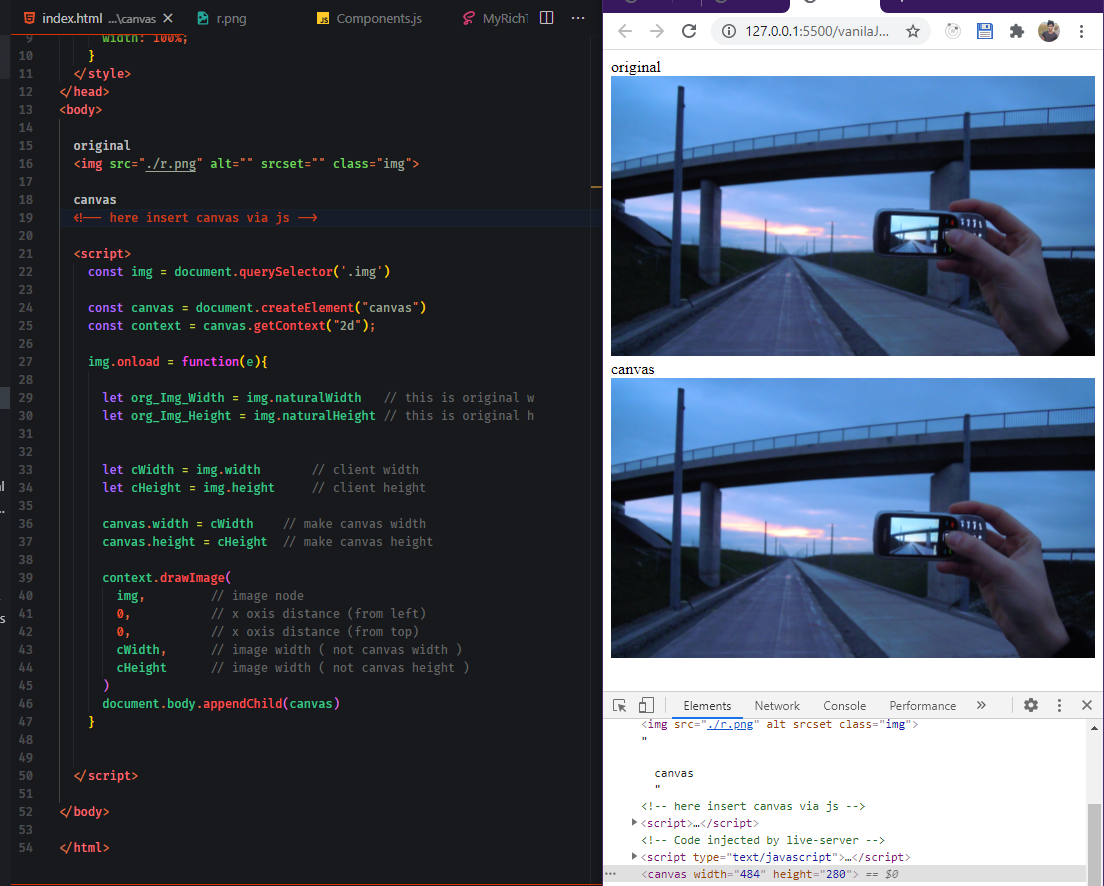 index.html ...\canvas
r.png
Components.js
MyRichT
9 width: 100%;
10 }
11 </style>
12 </head>
13 <body>
14
15 original
16 <img src="./r.png" alt="" srcset="" class="img">
17
18 canvas
19 <!-- here insert canvas via js -->
20
21 <script>
22 const img = document.querySelector('.img')
23
24 const canvas = document.createElement("canvas")
25 const context = canvas.getContext("2d");
26
27 img.onload = function(e){
28
29 let org_Img_Width = img.naturalWidth // this is original w
30 let org_Img_Height = img.naturalHeight // this is original h
31
32
33 let cWidth = img.width // client width
34 let cHeight = img.height // client height
35
36 canvas.width = cWidth // make canvas width
37 canvas.height = cHeight // make canvas height
38
39 context.drawImage(
40 img, // image node
41 0, // x oxis distance (from left)
42 0, // x oxis distance (from top)
43 cWidth, // image width ( not canvas width )
44 cHeight // image width ( not canvas height )
45 )
46 document.body.appendChild(canvas)
47 }
48
49
50 </script>
51
52 </body>
53
54 </html>
127.0.0.1:5500/vanilaJ...
original
canvas
Elements Network Console Performance »
<img src="./r.png" alt srcset class="img">
"
canvas
"
<!-- here insert canvas via js -->
<script>…</script>
<!-- Code injected by live-server -->
<script type="text/javascript">…</script>
<canvas width="484" height="280"> == $0